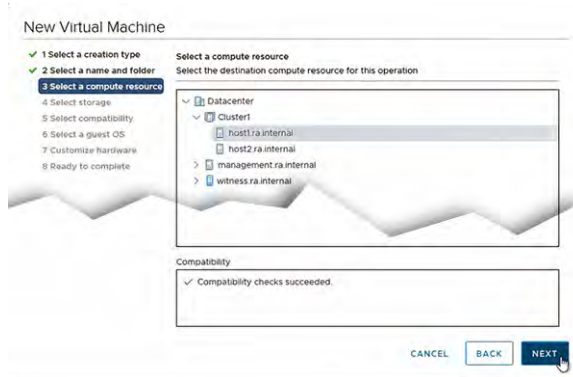 New Virtual Machine
1 Select a creation type
2 Select a name and folder
3 Select a compute resource
4 Select storage
5 Select compatibility
6 Select a guest OS
7 Customize hardware
8 Ready to complete
Select a compute resource
Select the destination compute resource for this operation
Datacenter
Cluster1
host1.ra.internal
host2.ra.internal
management.ra.internal
witness.ra.internal
Compatibility
Compatibility checks succeeded.
CANCEL
BACK
NEXT